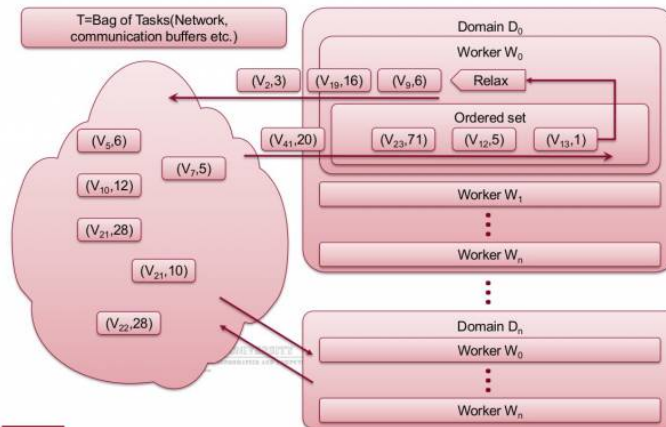 T=Bag of Tasks(Network,
communication buffers etc.)
Domain D₀
Worker W₀
(V₂,3) (V₁₉,16) (V₉,6) Relax
Ordered set
(V₄₁,20) (V₂₃,71) (V₁₂,5) (V₁₃,1)
(V₅,6)
(V₇,5)
(V₁₀,12)
Worker W₁
(V₂₁,28)
Worker Wₙ
(V₂₁,10)
(V₂₂,28)
Domain Dₙ
Worker W₀
Worker Wₙ